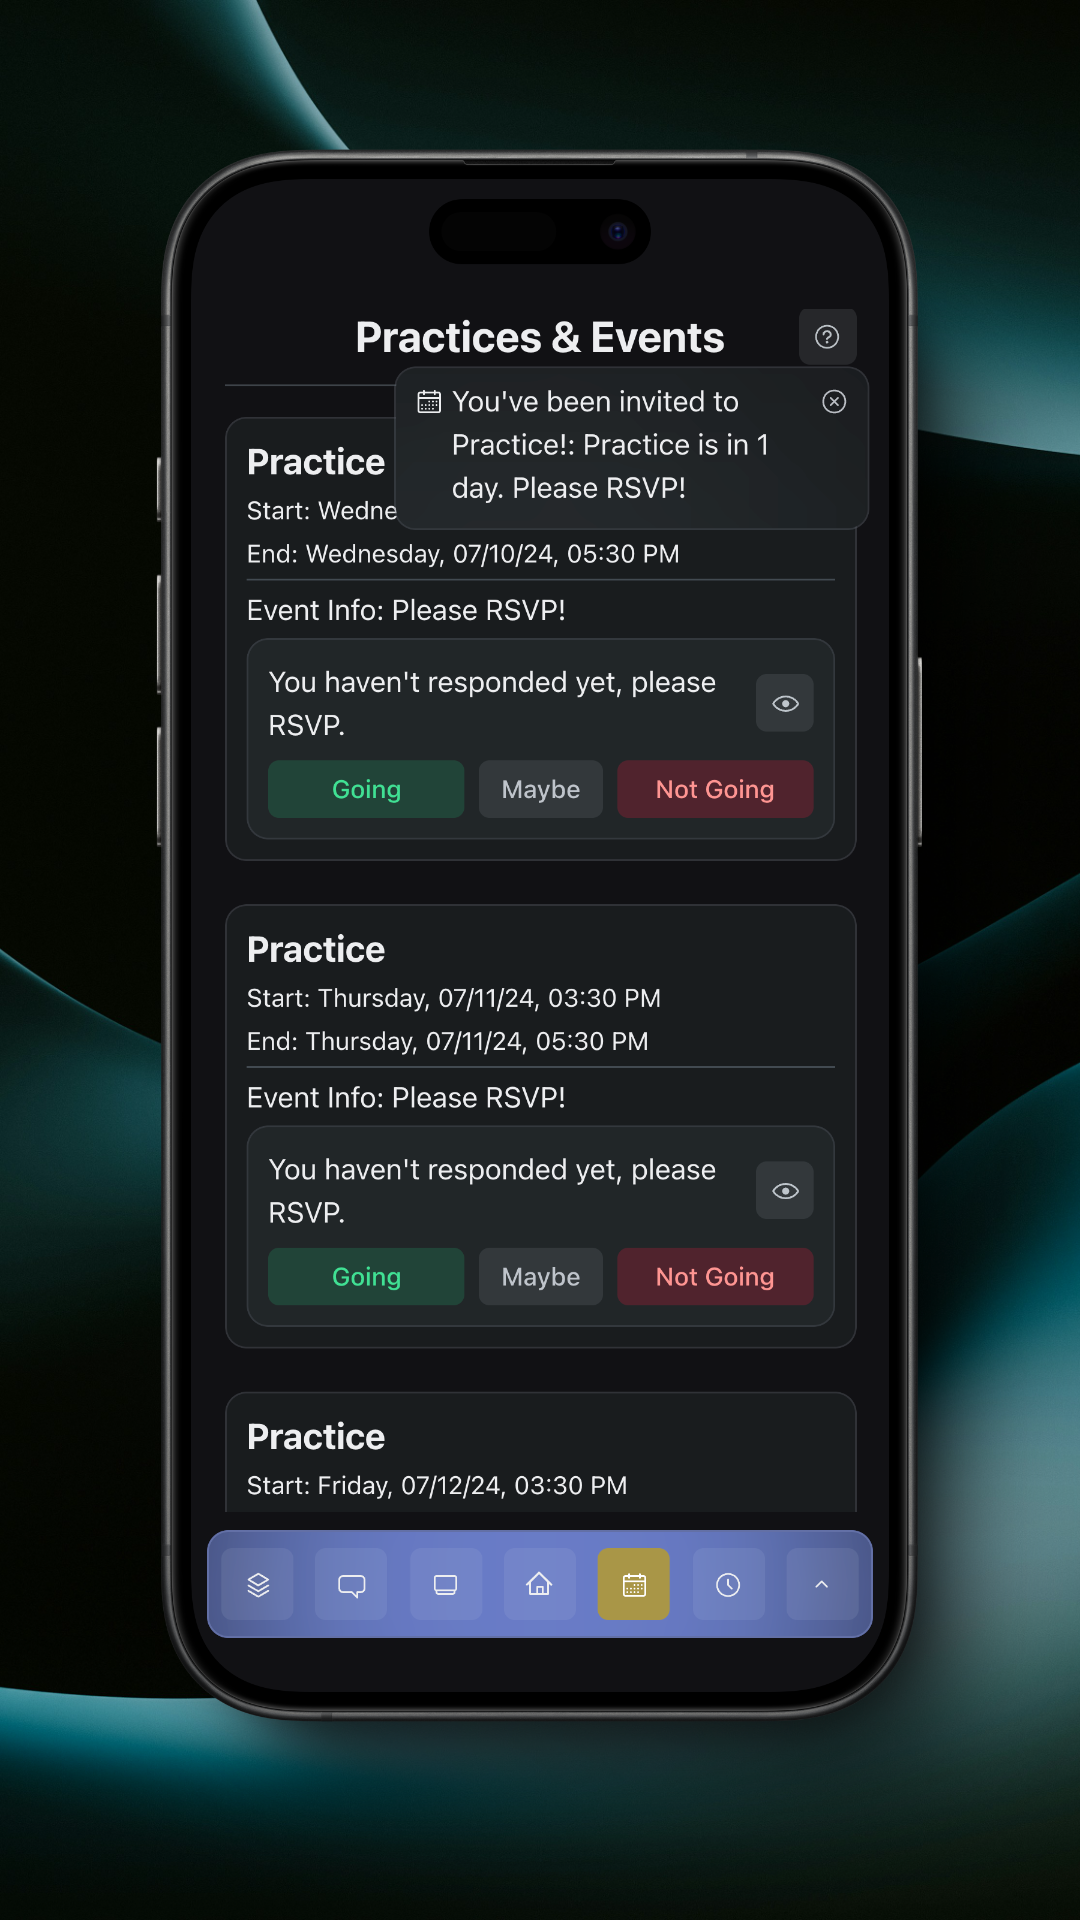 Practices & Events
You've been invited to
Practice!: Practice is in 1
day. Please RSVP!
Practice
Start: Wedne
End: Wednesday, 07/10/24, 05:30 PM
Event Info: Please RSVP!
You haven't responded yet, please
RSVP.
Going Maybe Not Going
Practice
Start: Thursday, 07/11/24, 03:30 PM
End: Thursday, 07/11/24, 05:30 PM
Event Info: Please RSVP!
You haven't responded yet, please
RSVP.
Going Maybe Not Going
Practice
Start: Friday, 07/12/24, 03:30 PM